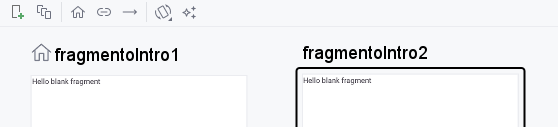 fragmentoIntro1
fragmentoIntro2
Hello blank fragment
Hello blank fragment